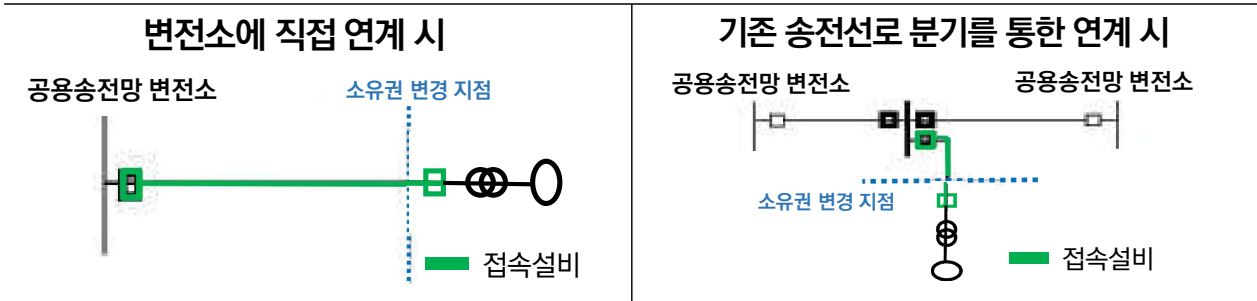 변전소에 직접 연계 시
공용송전망 변전소
소유권 변경 지점
접속설비
기존 송전선로 분기를 통한 연계 시
공용송전망 변전소
공용송전망 변전소
소유권 변경 지점
접속설비